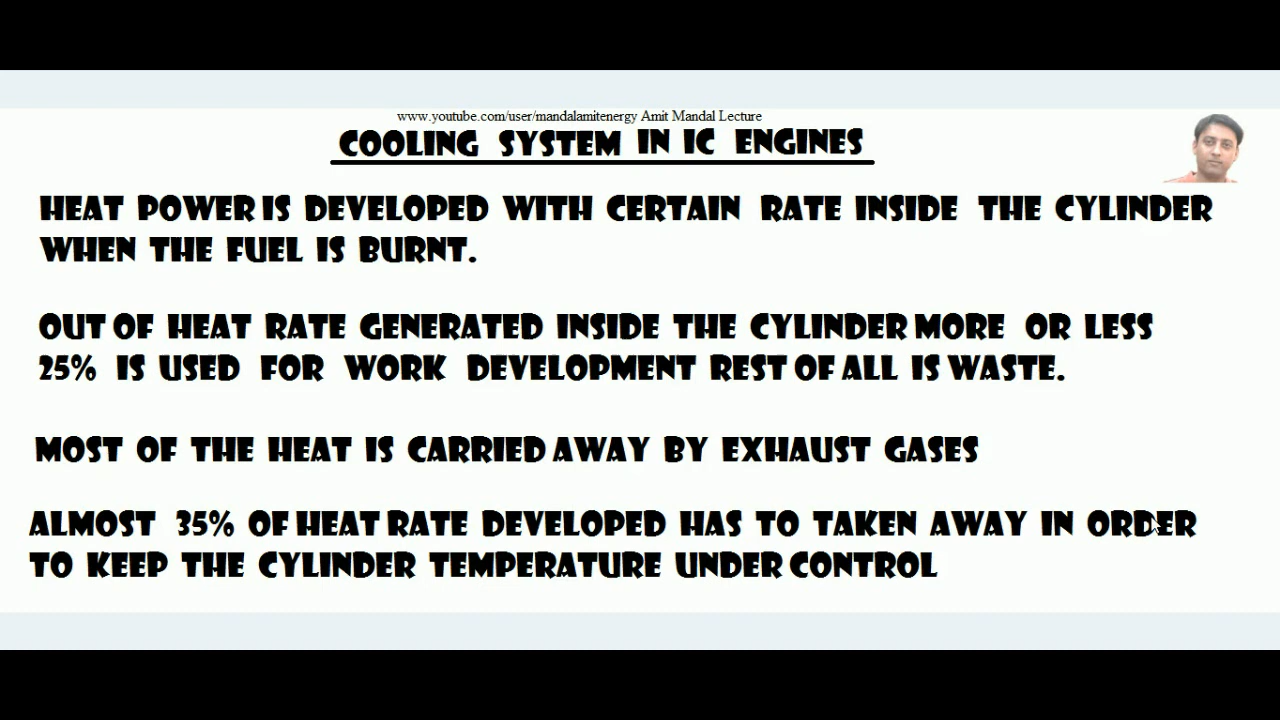 www.youtube.com/user/mandalamitenergy Amit Mandal Lecture
COOLING SYSTEM IN IC ENGINES
HEAT POWER IS DEVELOPED WITH CERTAIN RATE INSIDE THE CYLINDER
WHEN THE FUEL IS BURNT.
OUT OF HEAT RATE GENERATED INSIDE THE CYLINDER MORE OR LESS
25% IS USED FOR WORK DEVELOPMENT REST OF ALL IS WASTE.
MOST OF THE HEAT IS CARRIED AWAY BY EXHAUST GASES
ALMOST 35% OF HEAT RATE DEVELOPED HAS TO TAKEN AWAY IN ORDER
TO KEEP THE CYLINDER TEMPERATURE UNDER CONTROL